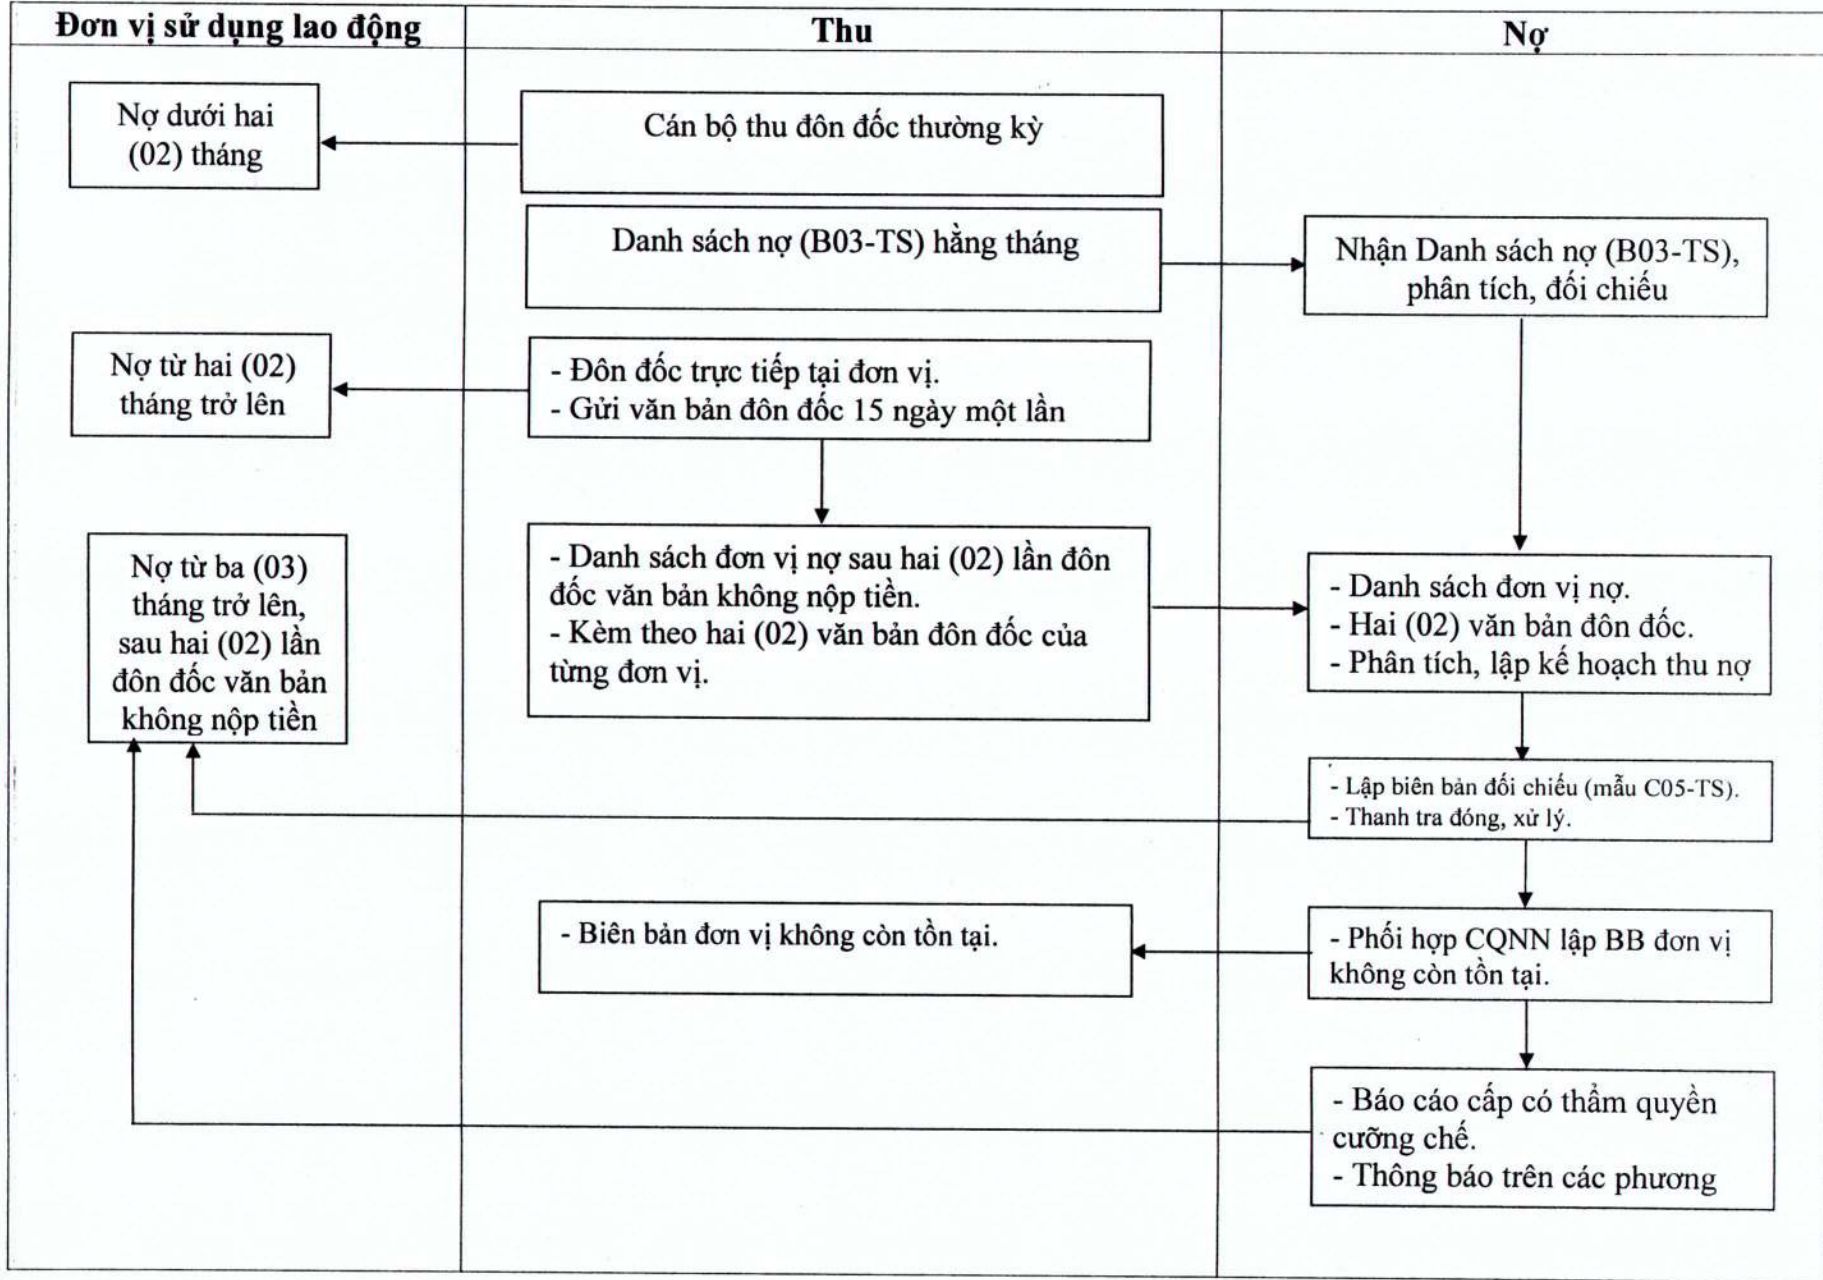 Đơn vị sử dụng lao động
Thu
Nợ
Nợ dưới hai
(02) tháng
Cán bộ thu đôn đốc thường kỳ
Danh sách nợ (B03-TS) hằng tháng
Nhận Danh sách nợ (B03-TS),
phân tích, đối chiếu
Nợ từ hai (02)
tháng trở lên
- Đôn đốc trực tiếp tại đơn vị.
- Gửi văn bản đôn đốc 15 ngày một lần
Nợ từ ba (03)
tháng trở lên,
sau hai (02) lần
đôn đốc văn bản
không nộp tiền
- Danh sách đơn vị nợ sau hai (02) lần đôn
đốc văn bản không nộp tiền.
- Kèm theo hai (02) văn bản đôn đốc của
từng đơn vị.
- Danh sách đơn vị nợ.
- Hai (02) văn bản đôn đốc.
- Phân tích, lập kế hoạch thu nợ
- Lập biên bản đối chiếu (mẫu C05-TS).
- Thanh tra đóng, xử lý.
- Biên bản đơn vị không còn tồn tại.
- Phối hợp CQNN lập BB đơn vị
không còn tồn tại.
- Báo cáo cấp có thẩm quyền
cưỡng chế.
- Thông báo trên các phương